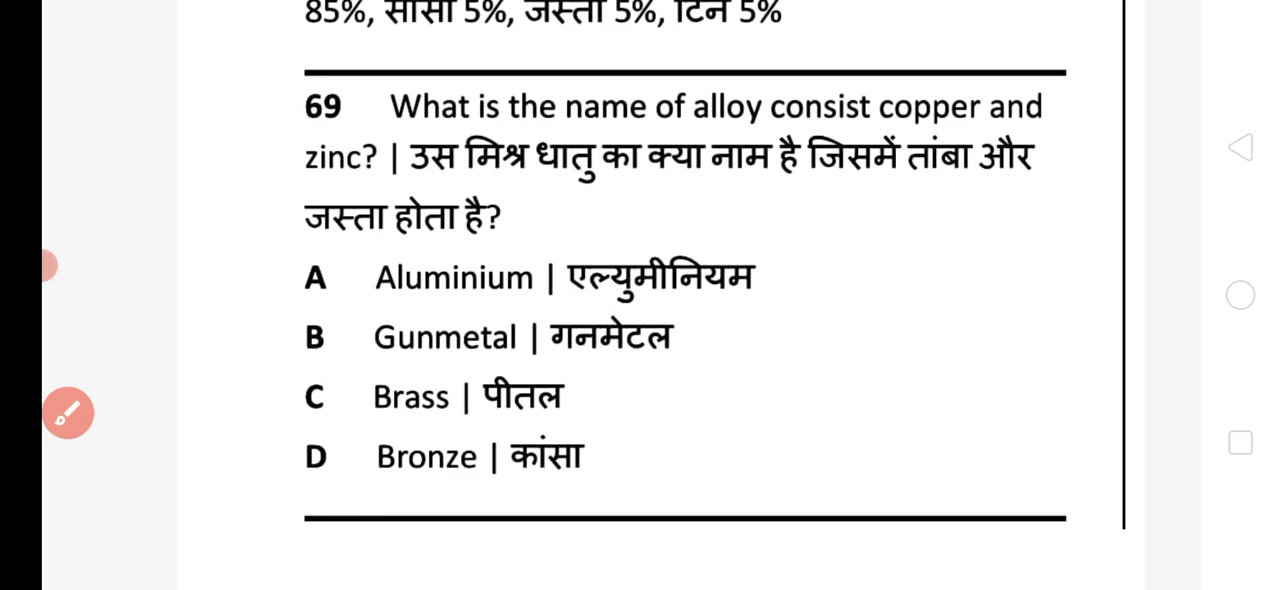 85%, सीसा 5%, जस्ता 5%, टिन 5%
69 What is the name of alloy consist copper and
zinc? | उस मिश्र धातु का क्या नाम है जिसमें तांबा और
जस्ता होता है?
A Aluminium | एल्युमीनियम
B Gunmetal | गनमेटल
C Brass | पीतल
D Bronze | कांसा